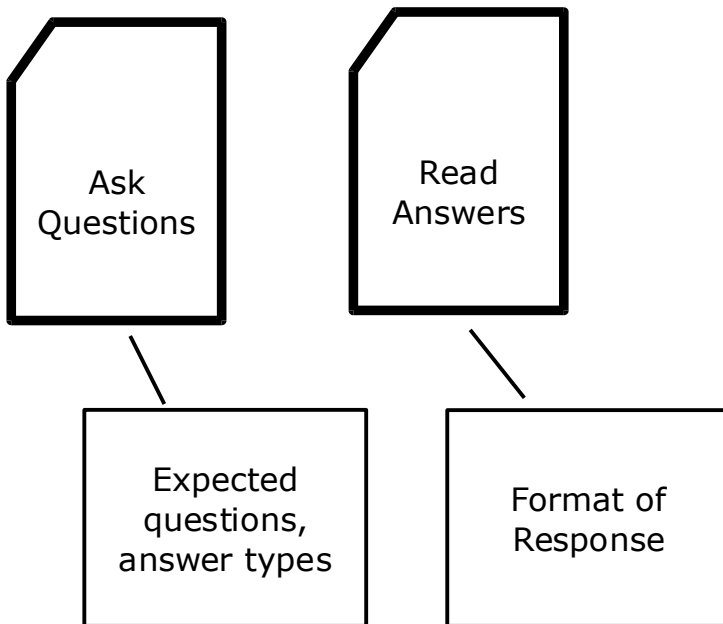 Ask
Questions
Read
Answers
Expected
questions,
answer types
Format of
Response